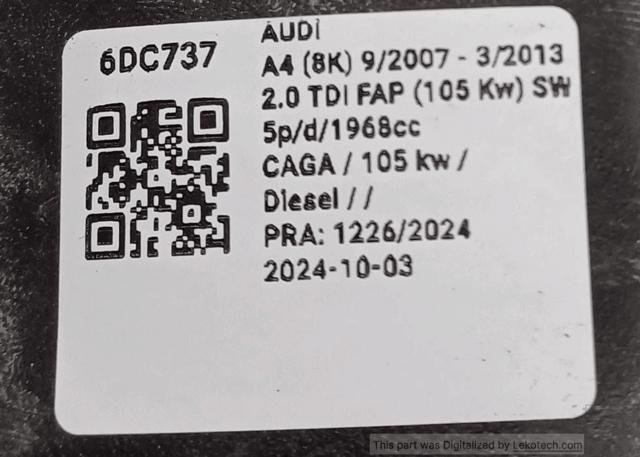 6DC737
AUDI
A4 (8K) 9/2007 - 3/2013
2.0 TDI FAP (105 Kw) SW
5p/d/1968cc
CAGA / 105 kw /
Diesel / /
PRA: 1226/2024
2024-10-03
This part was Digitalized by Lekotech.com